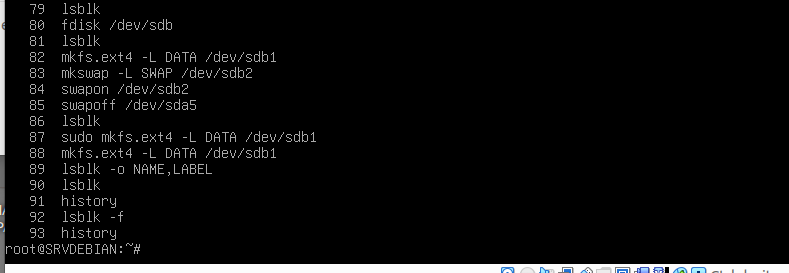 79 lsblk
80 fdisk /dev/sdb
81 lsblk
82 mkfs.ext4 -L DATA /dev/sdb1
83 mkswap -L SWAP /dev/sdb2
84 swapon /dev/sdb2
85 swapoff /dev/sda5
86 lsblk
87 sudo mkfs.ext4 -L DATA /dev/sdb1
88 mkfs.ext4 -L DATA /dev/sdb1
89 lsblk -o NAME,LABEL
90 lsblk
91 history
92 lsblk -f
93 history
root@SRVDEBIAN:~#